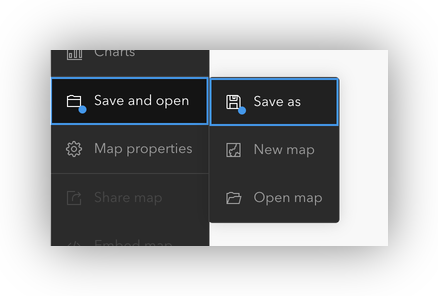 Charts
Save and open
Save as
Map properties
New map
Share map
Open map
Embed map